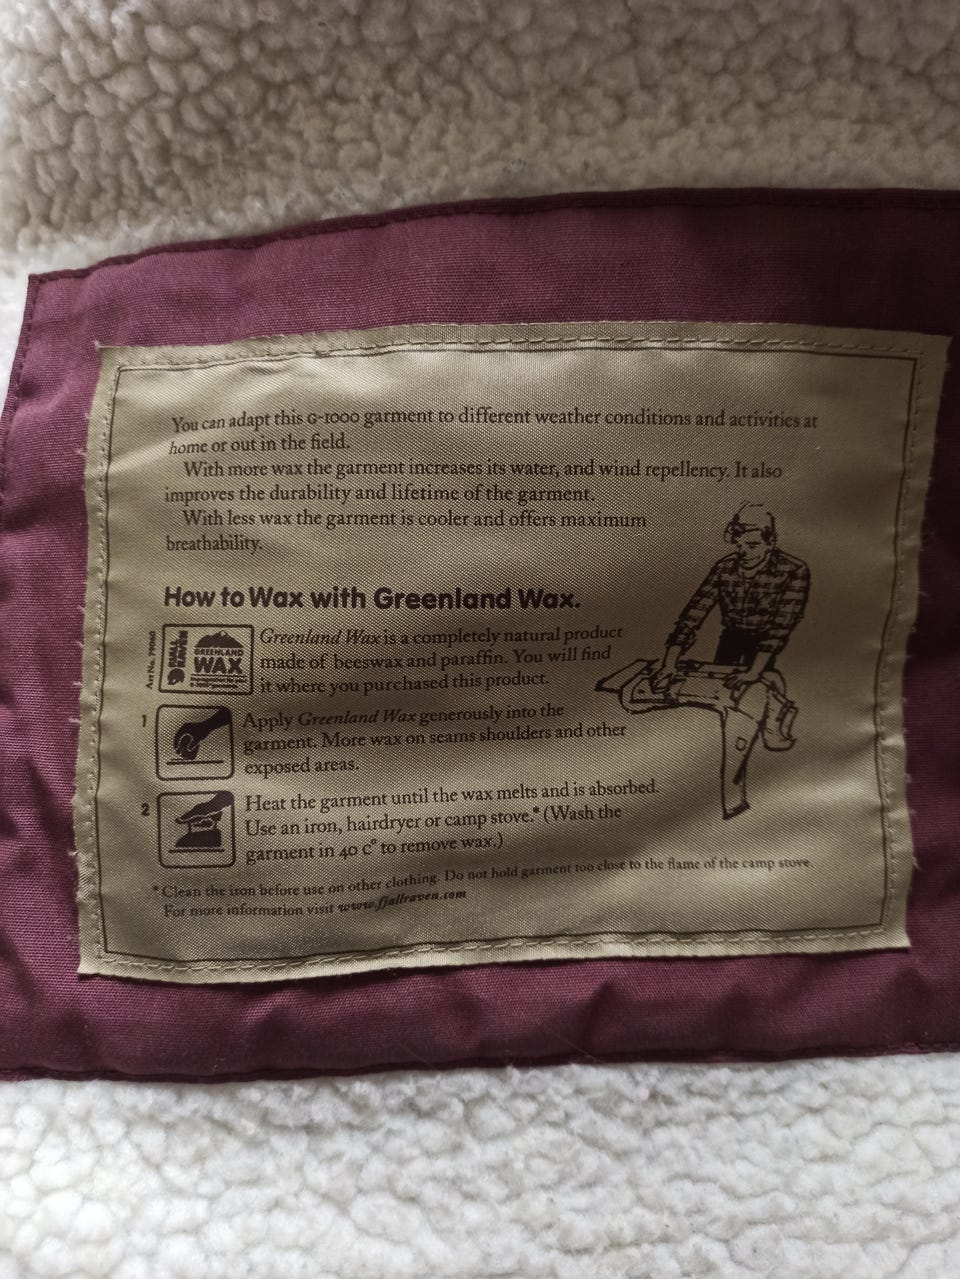 You can adapt this G-1000 garment to different weather conditions and activities at
home or out in the field.
With more wax the garment increases its water, and wind repellency. It also
improves the durability and lifetime of the garment.
With less wax the garment is cooler and offers maximum
breathability.
How to Wax with Greenland Wax.
Art No. 79060
FJÄLL
RÄVEN
GREENLAND
WAX
Greenland Wax is a completely natural product
made of beeswax and paraffin. You will find
it where you purchased this product.
1
Apply Greenland Wax generously into the
garment. More wax on seams shoulders and other
exposed areas.
2
Heat the garment until the wax melts and is absorbed.
Use an iron, hairdryer or camp stove.* (Wash the
garment in 40 c° to remove wax.)
* Clean the iron before use on other clothing. Do not hold garment too close to the flame of the camp stove.
For more information visit www.fjallraven.com